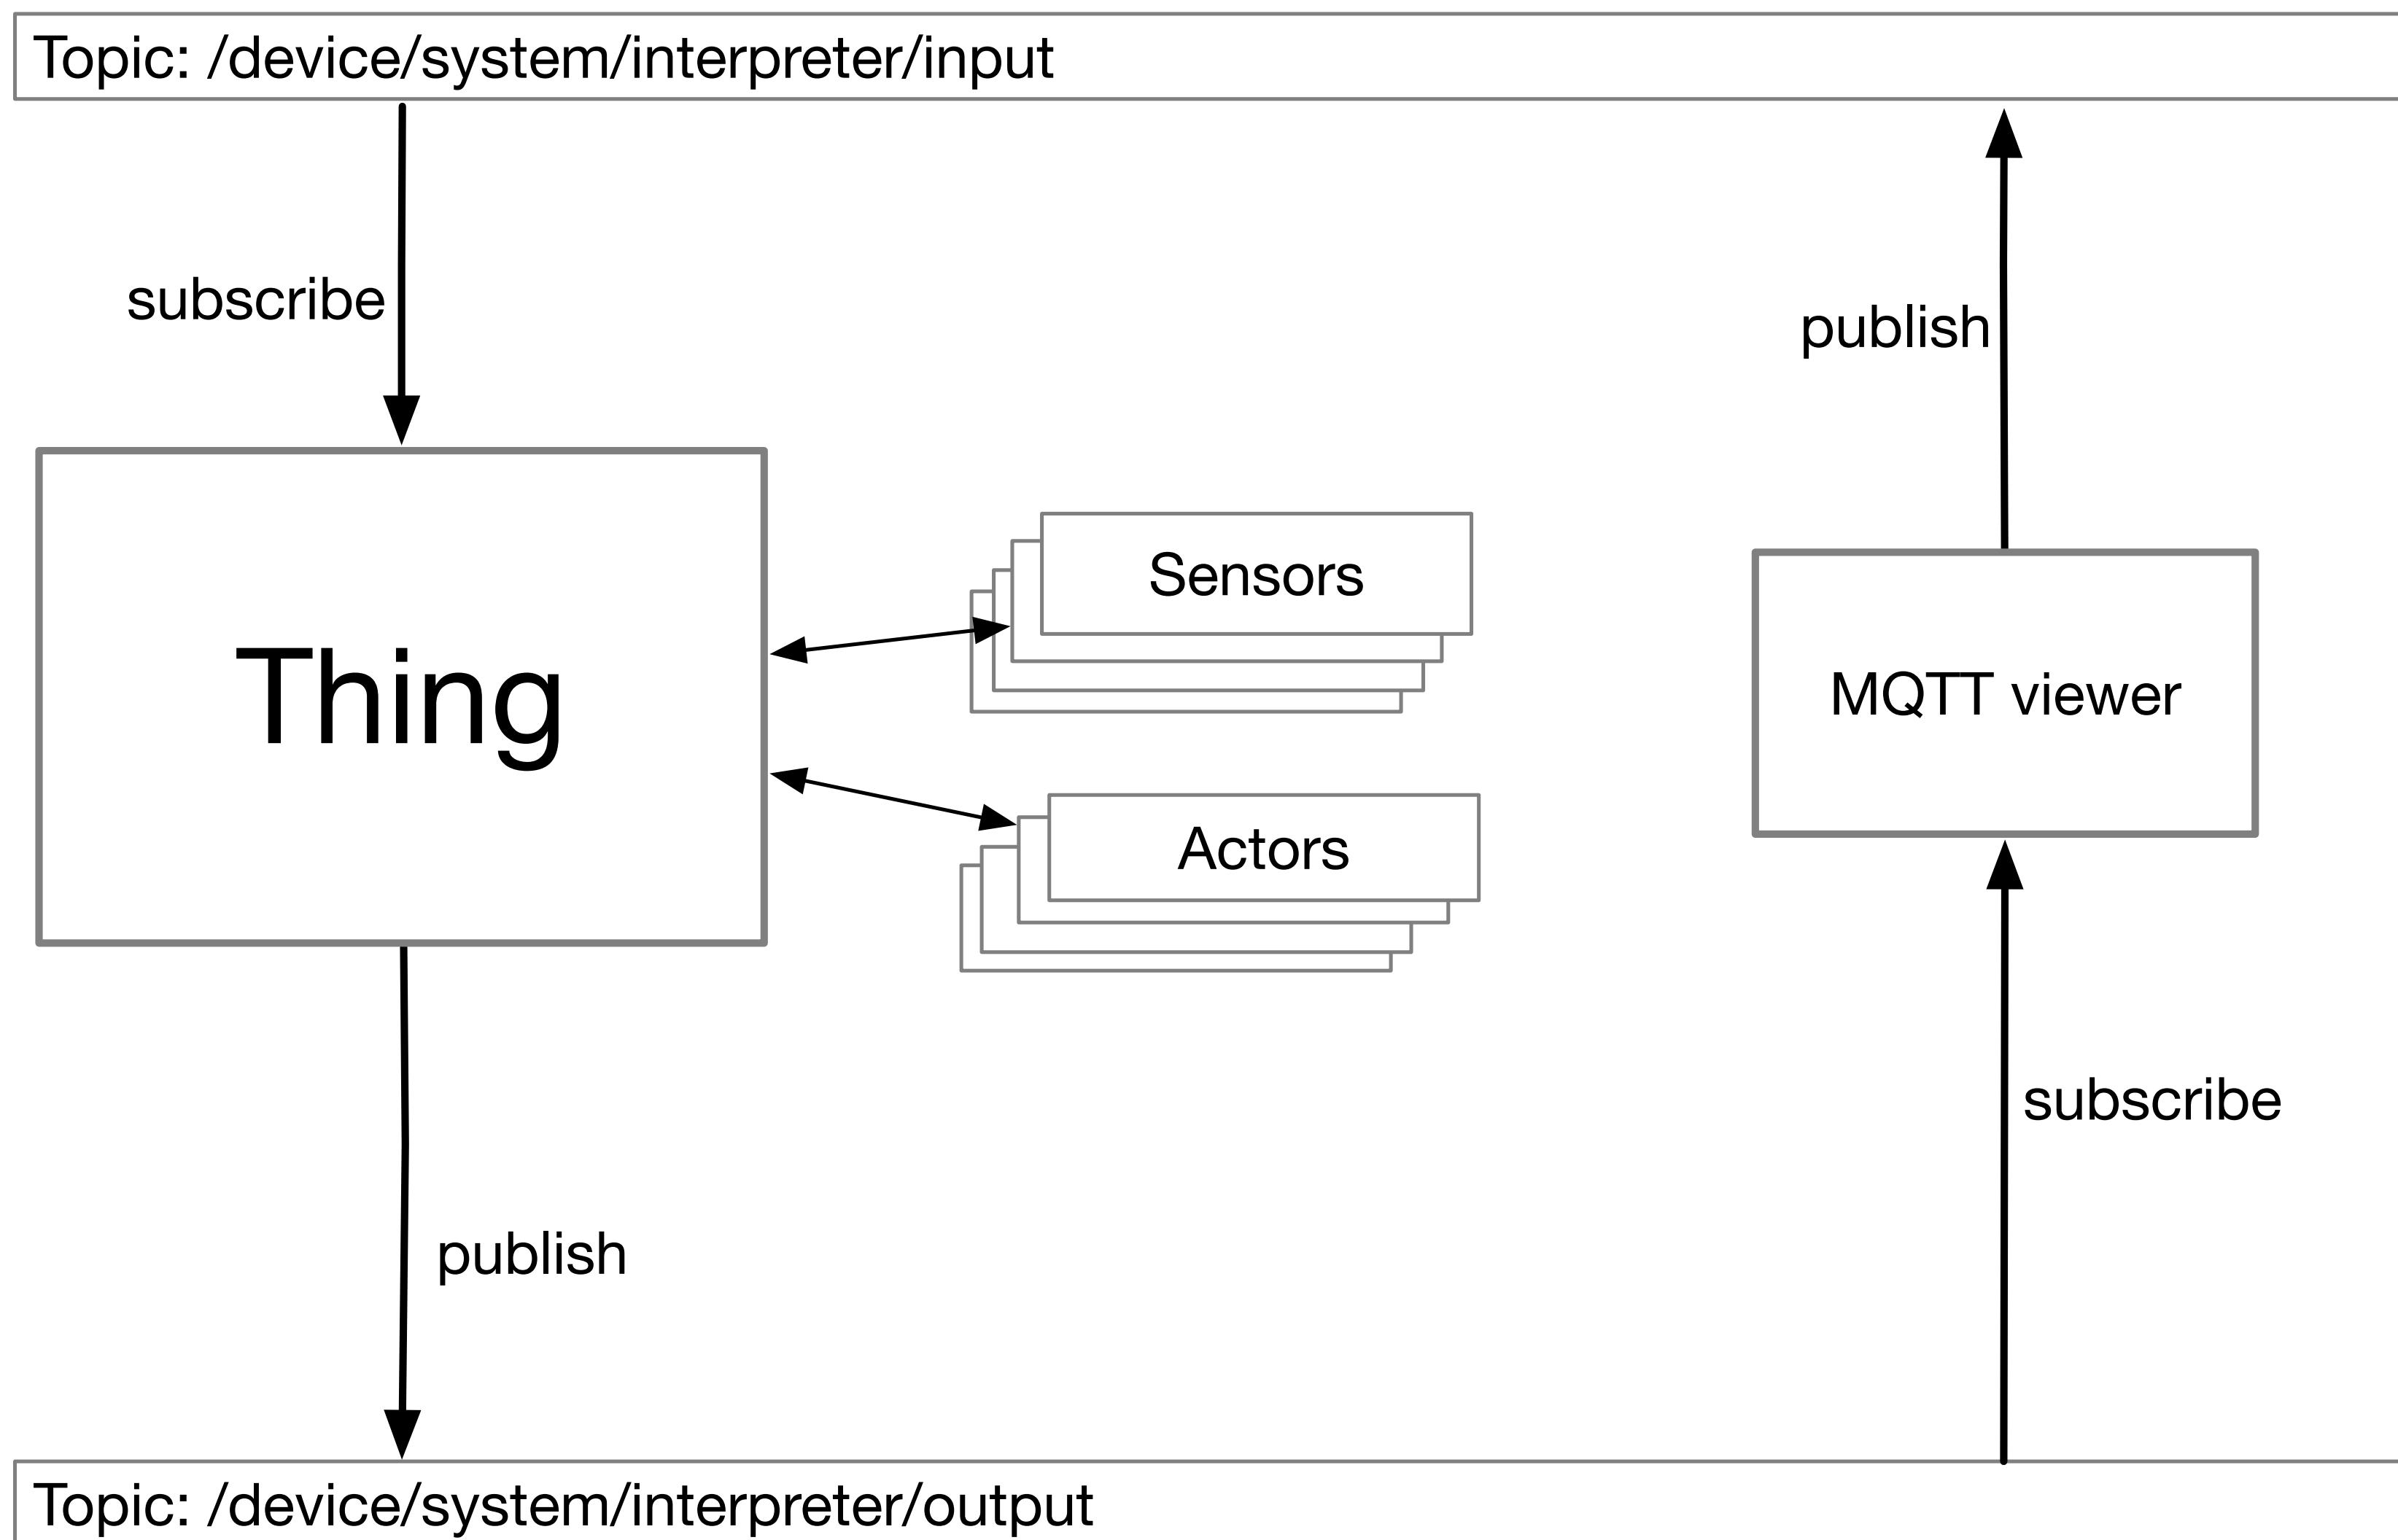 Topic: /device/system/interpreter/input
subscribe
publish
Sensors
Thing
MQTT viewer
Actors
subscribe
publish
Topic: /device/system/interpreter/output